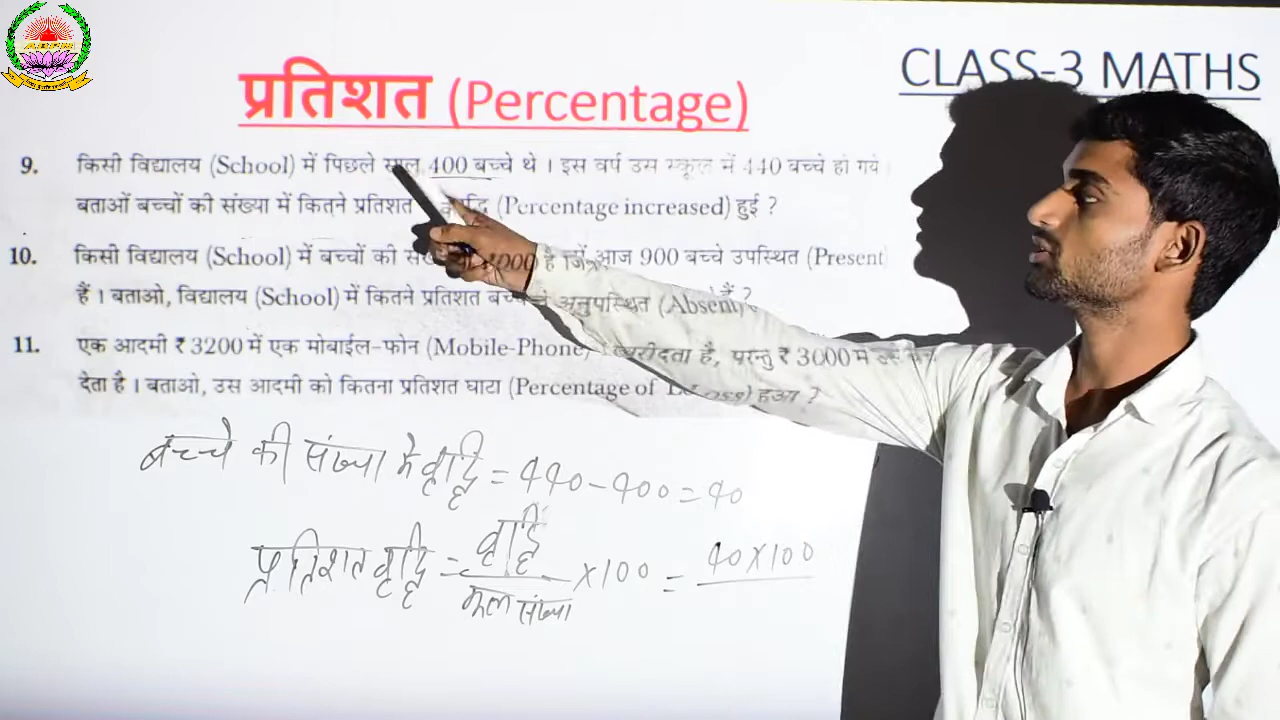 CLASS-3 MATHS
प्रतिशत (Percentage)
9. किसी विद्यालय (School) में पिछले साल 400 बच्चे थे । इस वर्ष उस स्कूल में 440 बच्चे हो गये
बताओं बच्चों की संख्या में कितने प्रतिशत वृद्धि (Percentage increased) हुई ?
10. किसी विद्यालय (School) में बच्चों की 1000 है आज 900 बच्चे उपस्थित (Present)
हैं । बताओ, विद्यालय (School) में कितने प्रतिशत अनुपस्थित (Absent) हैं ?
11. एक आदमी ₹ 3200 में एक मोबाईल-फोन (Mobile-Phone) खरीदता है, परन्तु ₹ 3000 में
देता है । बताओ, उस आदमी को कितना प्रतिशत घाटा (Percentage of Loss) हुआ ?
बच्चे की संख्या मे वृद्धि = 440 - 400 = 40
प्रतिशत वृद्धि = वृद्धि / कुल संख्या × 100 = 40 × 100